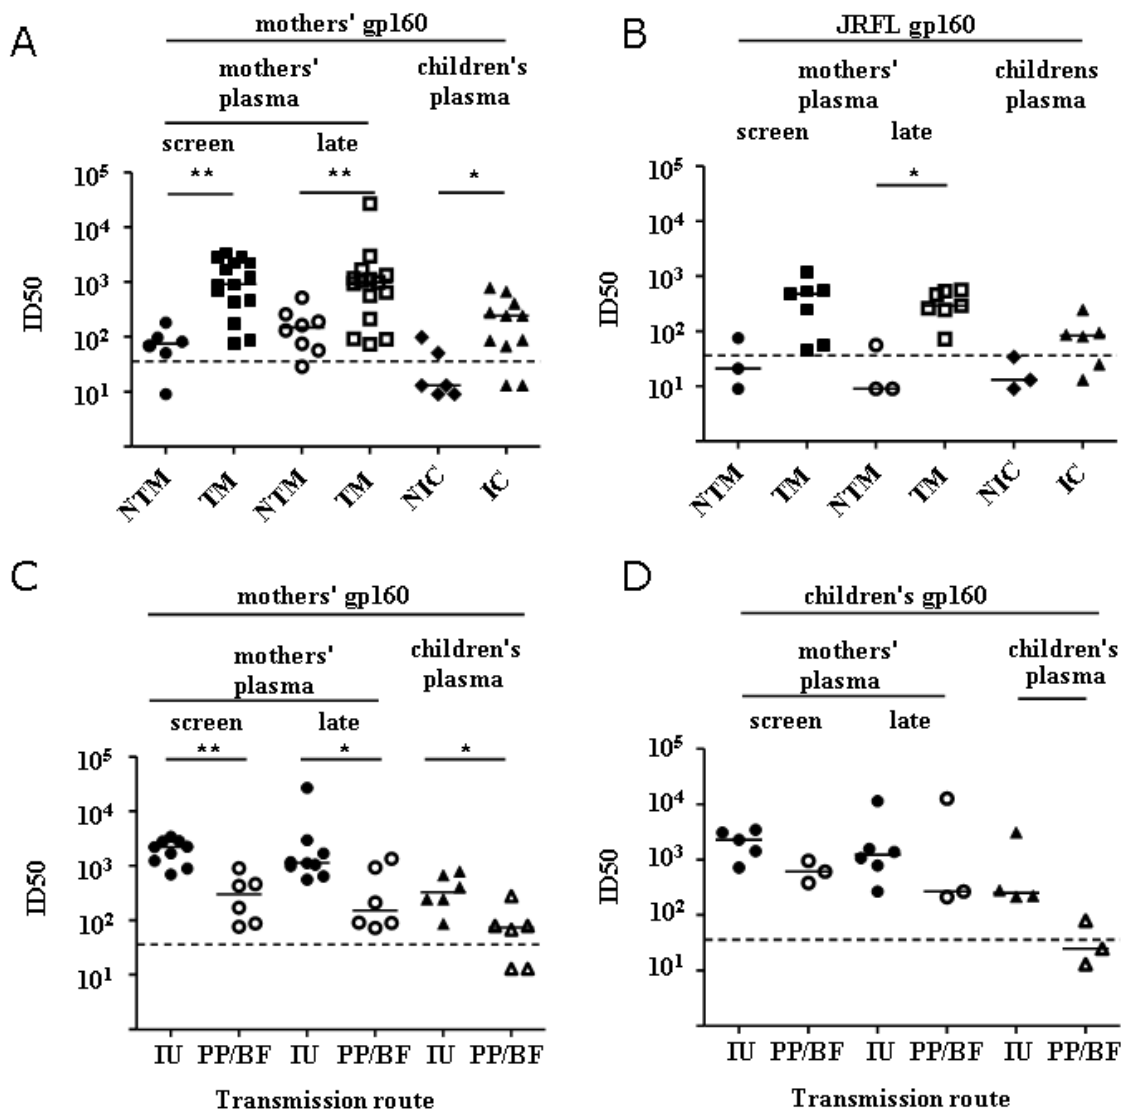 A
mothers' gp160
mothers'
plasma
children's
plasma
screen
late
**
**
*
10⁵
10⁴
10³
10²
10¹
ID50
NTM
TM
NTM
TM
NIC
IC
B
JRFL gp160
mothers'
plasma
childrens
plasma
screen
late
*
10⁵
10⁴
10³
10²
10¹
ID50
NTM
TM
NTM
TM
NIC
IC
C
mothers' gp160
mothers'
plasma
children's
plasma
screen
late
**
*
*
10⁵
10⁴
10³
10²
10¹
ID50
IU PP/BF IU PP/BF IU PP/BF
Transmission route
D
children's gp160
mothers'
plasma
children's
plasma
screen
late
10⁵
10⁴
10³
10²
10¹
ID50
IU PP/BF IU PP/BF IU PP/BF
Transmission route